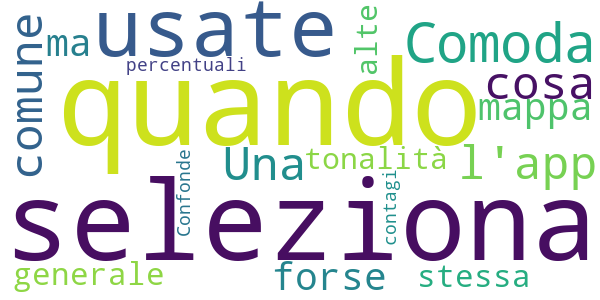 usate
ma
alte
Comoda
comune
percentuali
quando
cosa
mappa
Una
tonalità
l'app
Confonde
contagi
seleziona
generale
forse
stessa